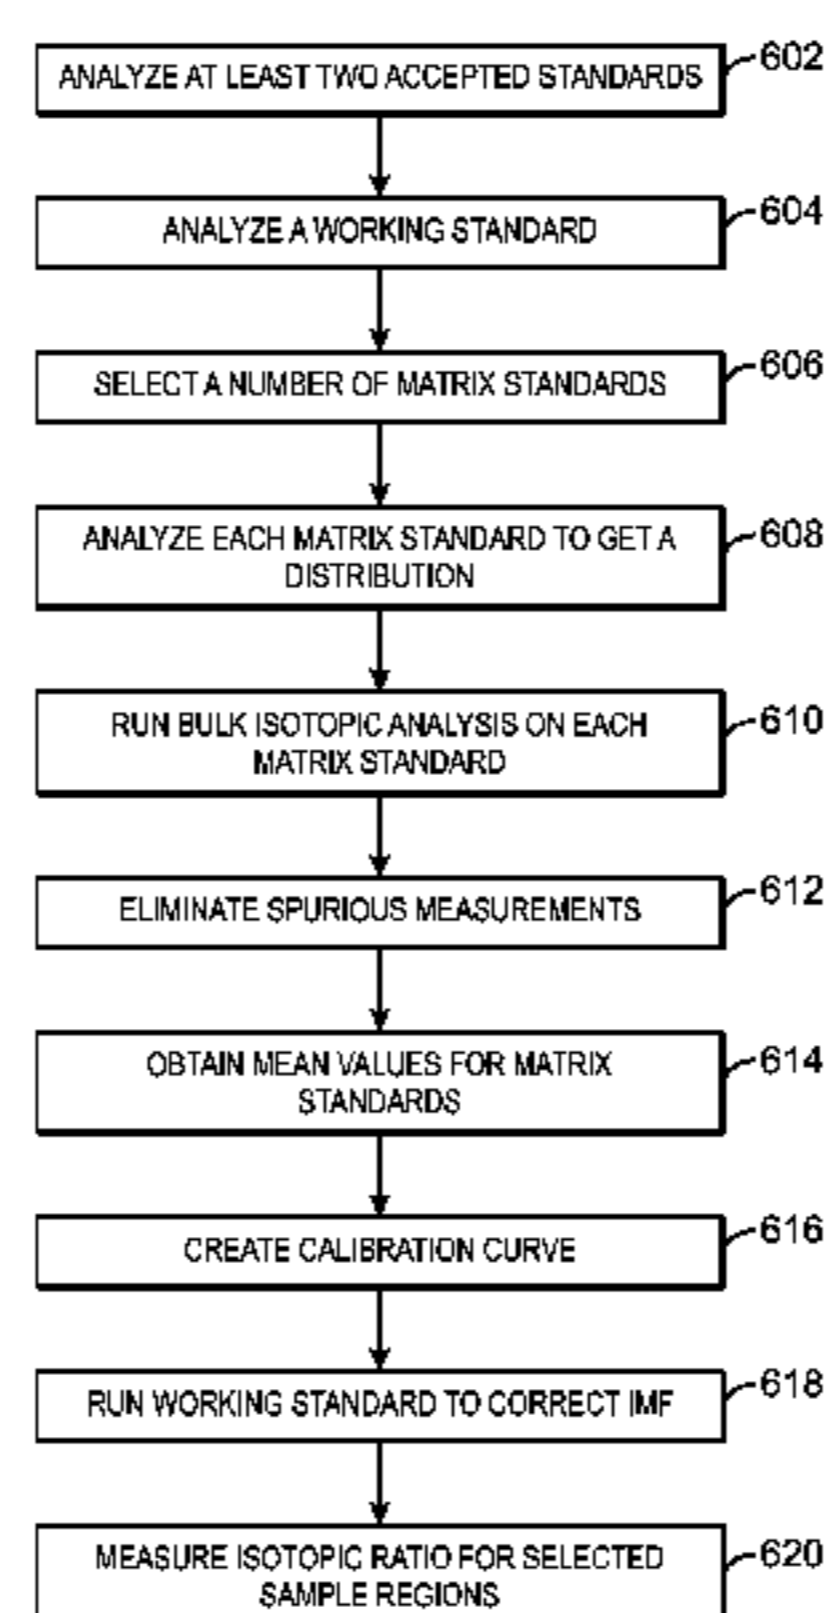 ANALYZE AT LEAST TWO ACCEPTED STANDARDS
602
ANALYZE A WORKING STANDARD
604
SELECT A NUMBER OF MATRIX STANDARDS
606
ANALYZE EACH MATRIX STANDARD TO GET A
DISTRIBUTION
608
RUN BULK ISOTOPIC ANALYSIS ON EACH
MATRIX STANDARD
610
ELIMINATE SPURIOUS MEASUREMENTS
612
OBTAIN MEAN VALUES FOR MATRIX
STANDARDS
614
CREATE CALIBRATION CURVE
616
RUN WORKING STANDARD TO CORRECT IMF
618
MEASURE ISOTOPIC RATIO FOR SELECTED
SAMPLE REGIONS
620